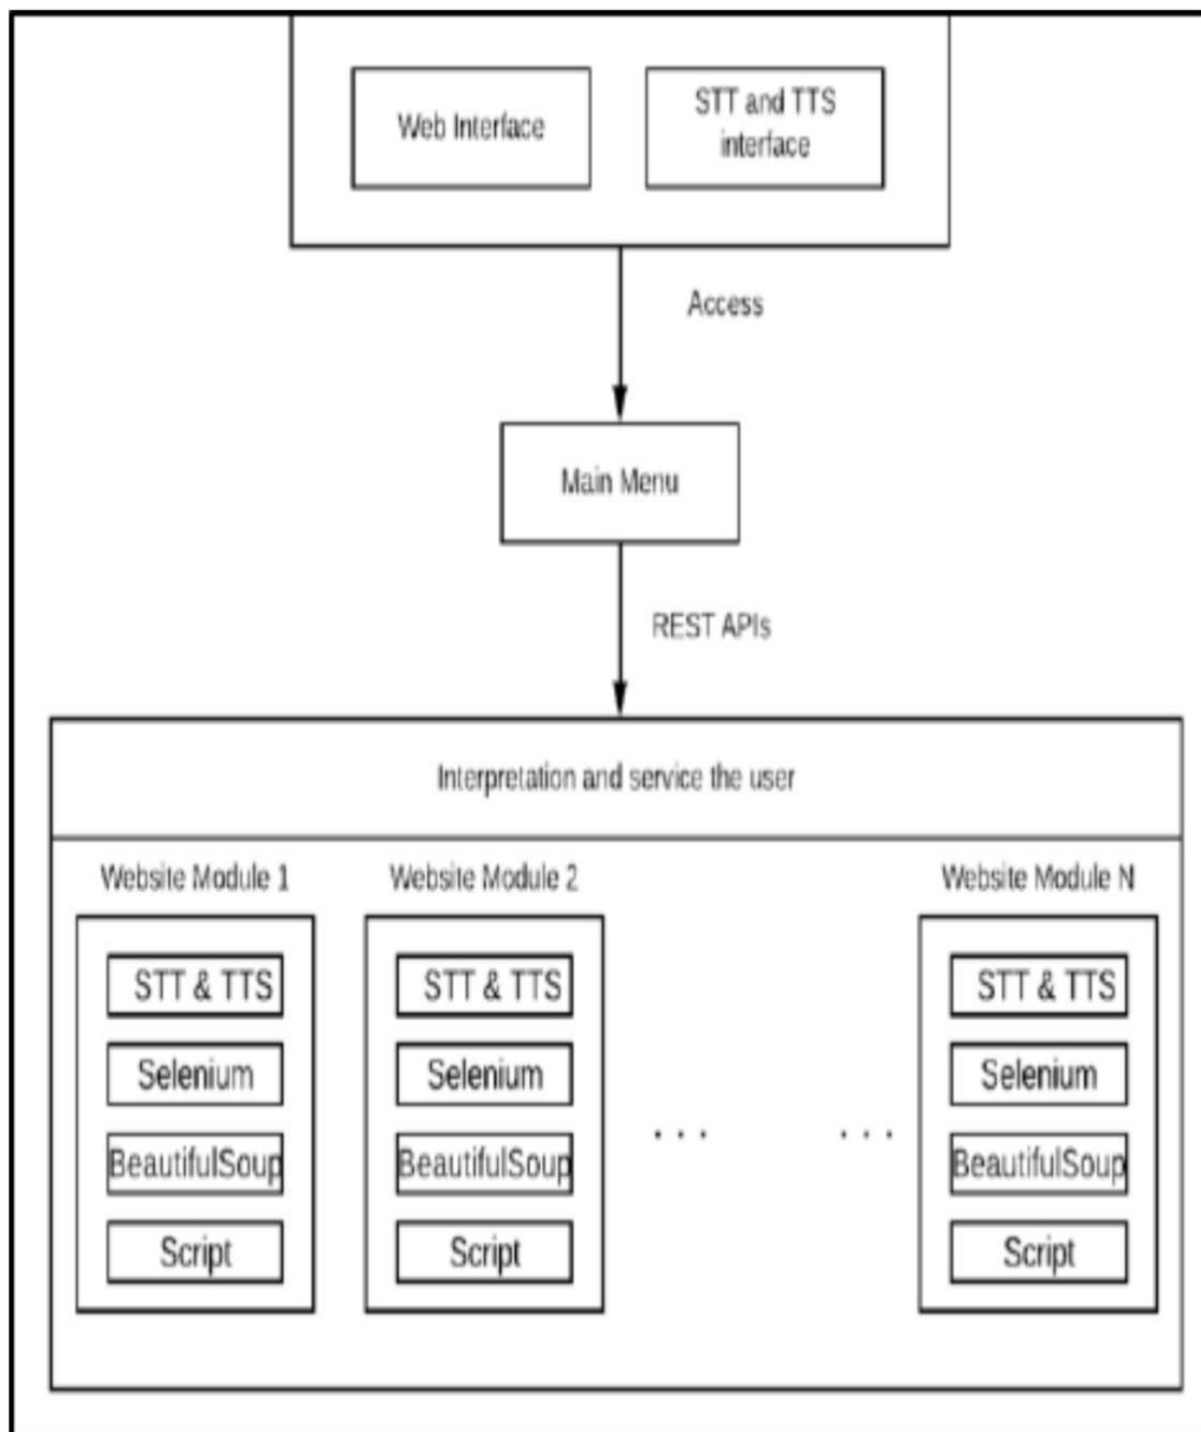 Web Interface
STT and TTS
interface
Access
Main Menu
REST APIs
Interpretation and service the user
Website Module 1
STT & TTS
Selenium
BeautifulSoup
Script
Website Module 2
STT & TTS
Selenium
BeautifulSoup
Script
. . .
. . .
Website Module N
STT & TTS
Selenium
BeautifulSoup
Script